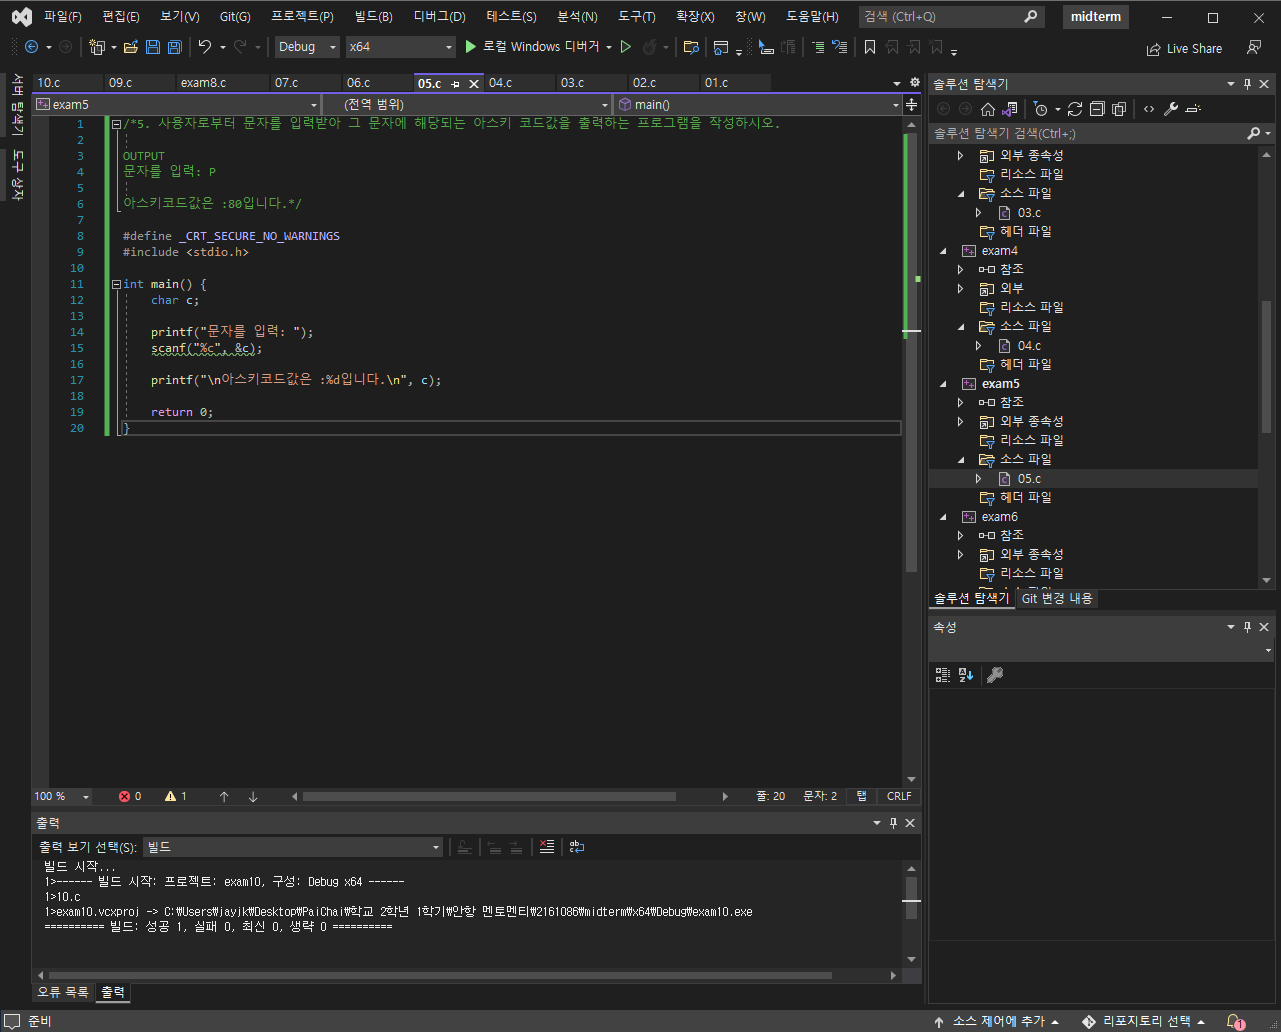 파일(F) 편집(E) 보기(V) Git(G) 프로젝트(P) 빌드(B) 디버그(D) 테스트(S) 분석(N) 도구(T) 확장(X) 창(W) 도움말(H) 검색 (Ctrl+Q) midterm
Debug x64 로컬 Windows 디버거 Live Share
서버 탐색기
도구 상자
10.c 09.c exam8.c 07.c 06.c 05.c 04.c 03.c 02.c 01.c
exam5 (전역 범위) main()
1 /*5. 사용자로부터 문자를 입력받아 그 문자에 해당되는 아스키 코드값을 출력하는 프로그램을 작성하시오.
2
3 OUTPUT
4 문자를 입력: P
5
6 아스키코드값은 :80입니다.*/
7
8 #define _CRT_SECURE_NO_WARNINGS
9 #include <stdio.h>
10
11 int main() {
12 char c;
13
14 printf("문자를 입력: ");
15 scanf("%c", &c);
16
17 printf("\n아스키코드값은 :%d입니다.\n", c);
18
19 return 0;
20 }
100 % 0 1 줄: 20 문자: 2 탭 CRLF
출력
출력 보기 선택(S): 빌드
빌드 시작...
1>------ 빌드 시작: 프로젝트: exam10, 구성: Debug x64 ------
1>10.c
1>exam10.vcxproj -> C:₩Users₩jayjk₩Desktop₩PaiChai₩학교 2학년 1학기₩안항 멘토멘티₩2161086₩midterm₩x64₩Debug₩exam10.exe
========== 빌드: 성공 1, 실패 0, 최신 0, 생략 0 ==========
오류 목록 출력
솔루션 탐색기
솔루션 탐색기 검색(Ctrl+;)
외부 종속성
리소스 파일
소스 파일
03.c
헤더 파일
exam4
참조
외부
리소스 파일
소스 파일
04.c
헤더 파일
exam5
참조
외부 종속성
리소스 파일
소스 파일
05.c
헤더 파일
exam6
참조
외부 종속성
리소스 파일
솔루션 탐색기 Git 변경 내용
속성
준비 소스 제어에 추가 리포지토리 선택 1